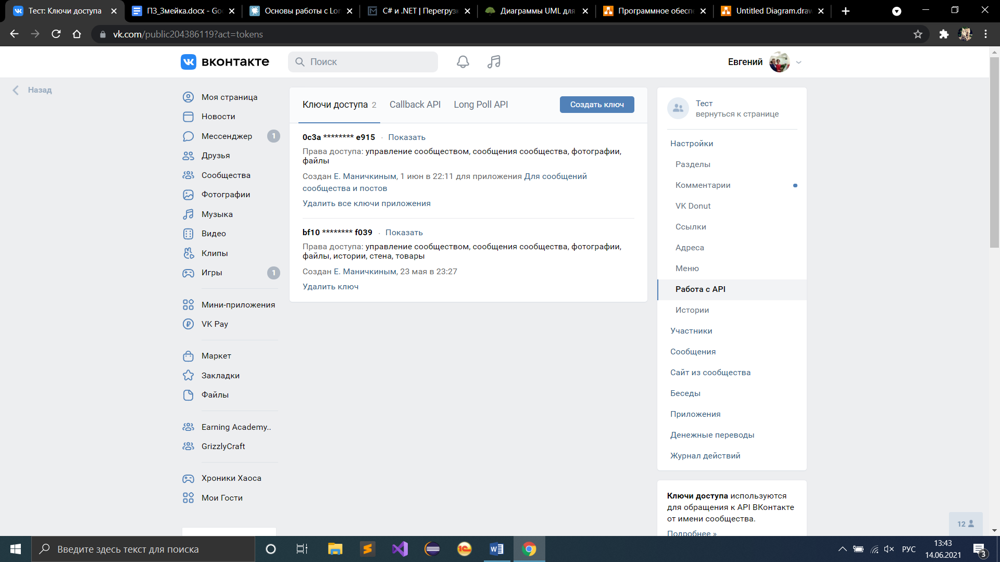 Тест: Ключи доступа
ПЗ_Змейка.docx - Goo
Основы работы с Lon
C# и .NET | Перегрузк
Диаграммы UML для
Программное обеспе
Untitled Diagram.draw
vk.com/public204386119?act=tokens
вконтакте
Поиск
Евгений
Назад
Моя страница
Новости
Мессенджер 1
Друзья
Сообщества
Фотографии
Музыка
Видео
Клипы
Игры 1
Мини-приложения
VK Pay
Маркет
Закладки
Файлы
Earning Academy..
GrizzlyCraft
Хроники Хаоса
Мои Гости
Ключи доступа 2 Callback API Long Poll API Создать ключ
0c3a ******** e915 · Показать
Права доступа: управление сообществом, сообщения сообщества, фотографии,
файлы
Создан Е. Маничкиным, 1 июн в 22:11 для приложения Для сообщений
сообщества и постов
Удалить все ключи приложения
bf10 ******** f039 · Показать
Права доступа: управление сообществом, сообщения сообщества, фотографии,
файлы, истории, стена, товары
Создан Е. Маничкиным, 23 мая в 23:27
Удалить ключ
Тест
вернуться к странице
Настройки
Разделы
Комментарии
VK Donut
Ссылки
Адреса
Меню
Работа с API
Истории
Участники
Сообщения
Сайт из сообщества
Беседы
Приложения
Денежные переводы
Журнал действий
Ключи доступа используются
для обращения к API ВКонтакте
от имени сообщества.
Подробнее »
12
Введите здесь текст для поиска
РУС
13:43
14.06.2021
3